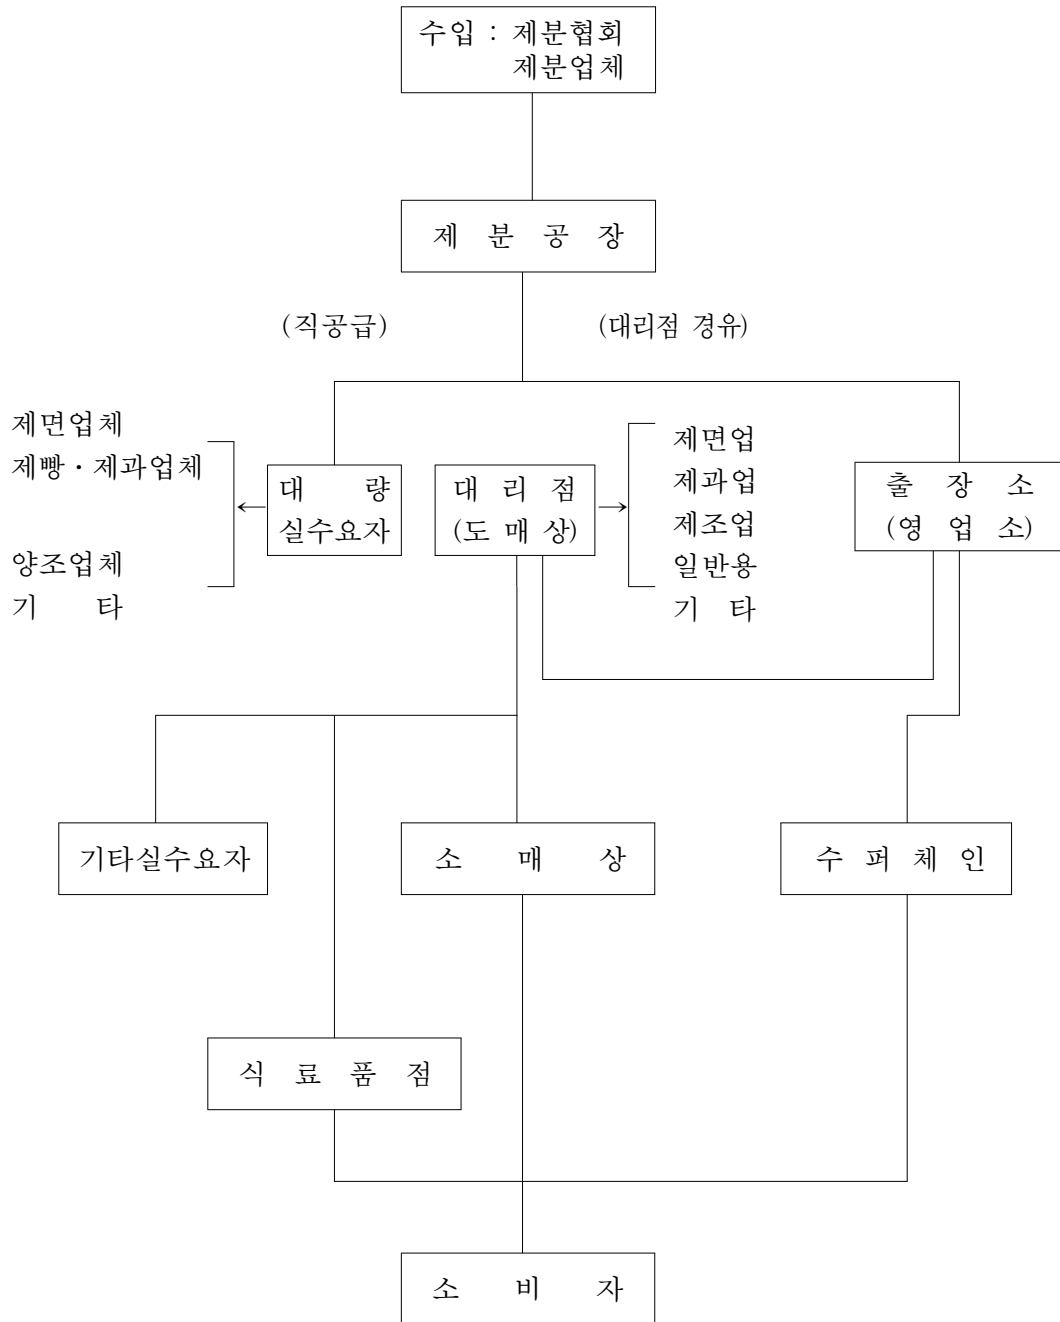 수입 : 제분협회
제분업체
제 분 공 장
(직공급)
(대리점 경유)
제면업체
제빵·제과업체
양조업체
기 타
대 량
실수요자
대 리 점
(도 매 상)
제면업
제과업
제조업
일반용
기 타
출 장 소
(영 업 소)
기타실수요자
소 매 상
수 퍼 체 인
식 료 품 점
소 비 자